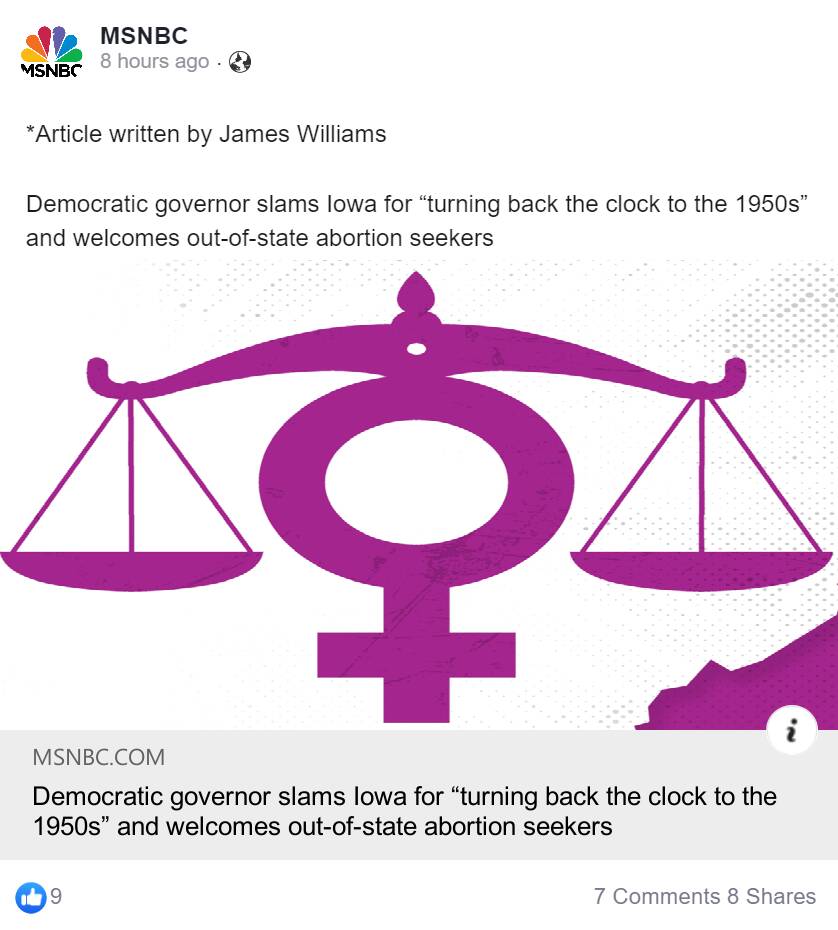 MSNBC
8 hours ago ·
MSNBC
*Article written by James Williams
Democratic governor slams Iowa for “turning back the clock to the 1950s”
and welcomes out-of-state abortion seekers
i
MSNBC.COM
Democratic governor slams Iowa for “turning back the clock to the
1950s” and welcomes out-of-state abortion seekers
9
7 Comments 8 Shares